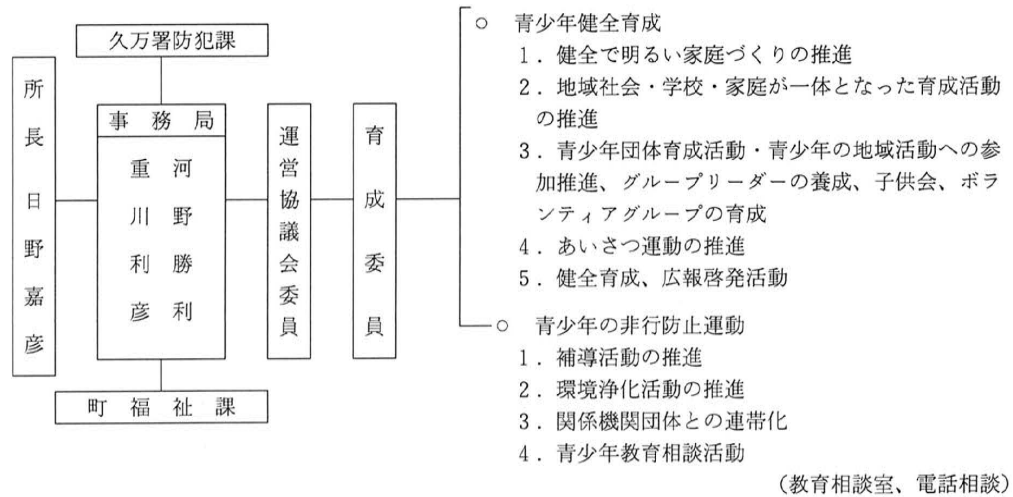 久万署防犯課
所長 日野嘉彦
事務局
河野勝利
重川利彦
運営協議会委員
育成委員
町福祉課
○ 青少年健全育成
1．健全で明るい家庭づくりの推進
2．地域社会・学校・家庭が一体となった育成活動
の推進
3．青少年団体育成活動・青少年の地域活動への参
加推進、グループリーダーの養成、子供会、ボラ
ンティアグループの育成
4．あいさつ運動の推進
5．健全育成、広報啓発活動
○ 青少年の非行防止運動
1．補導活動の推進
2．環境浄化活動の推進
3．関係機関団体との連帯化
4．青少年教育相談活動
（教育相談室、電話相談）